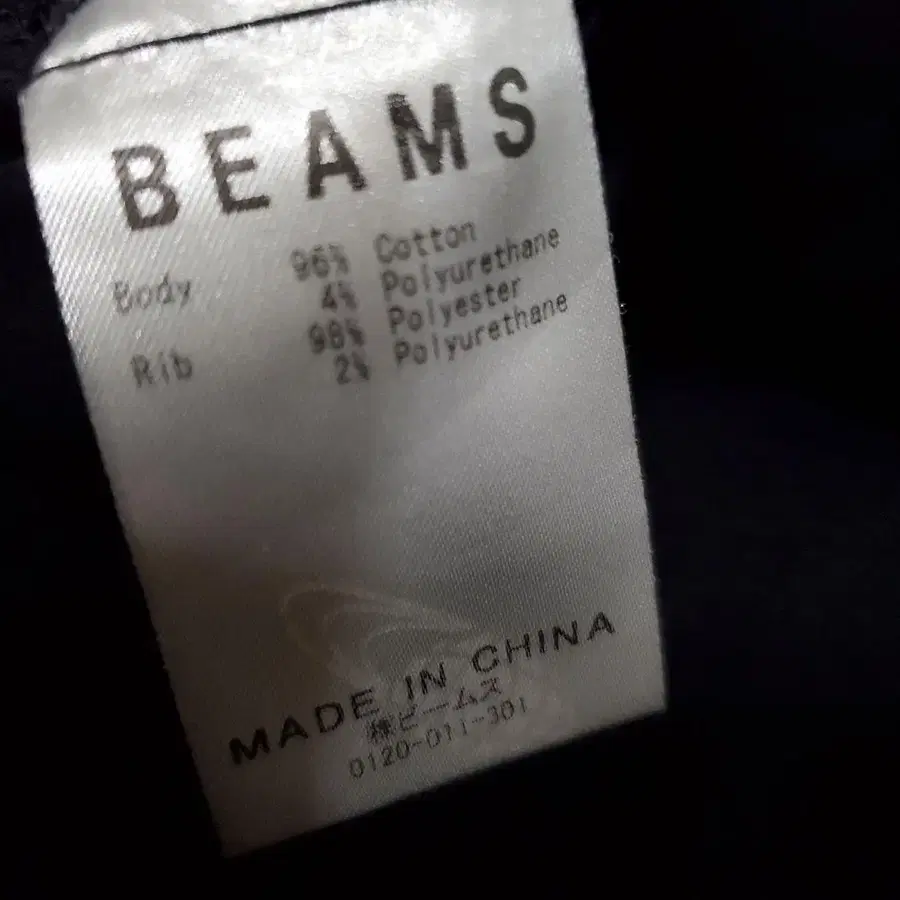 BEAMS
Body 96% Cotton
4% Polyurethane
Rib 98% Polyester
2% Polyurethane
MADE IN CHINA
㈱ビームス
0120-011-301